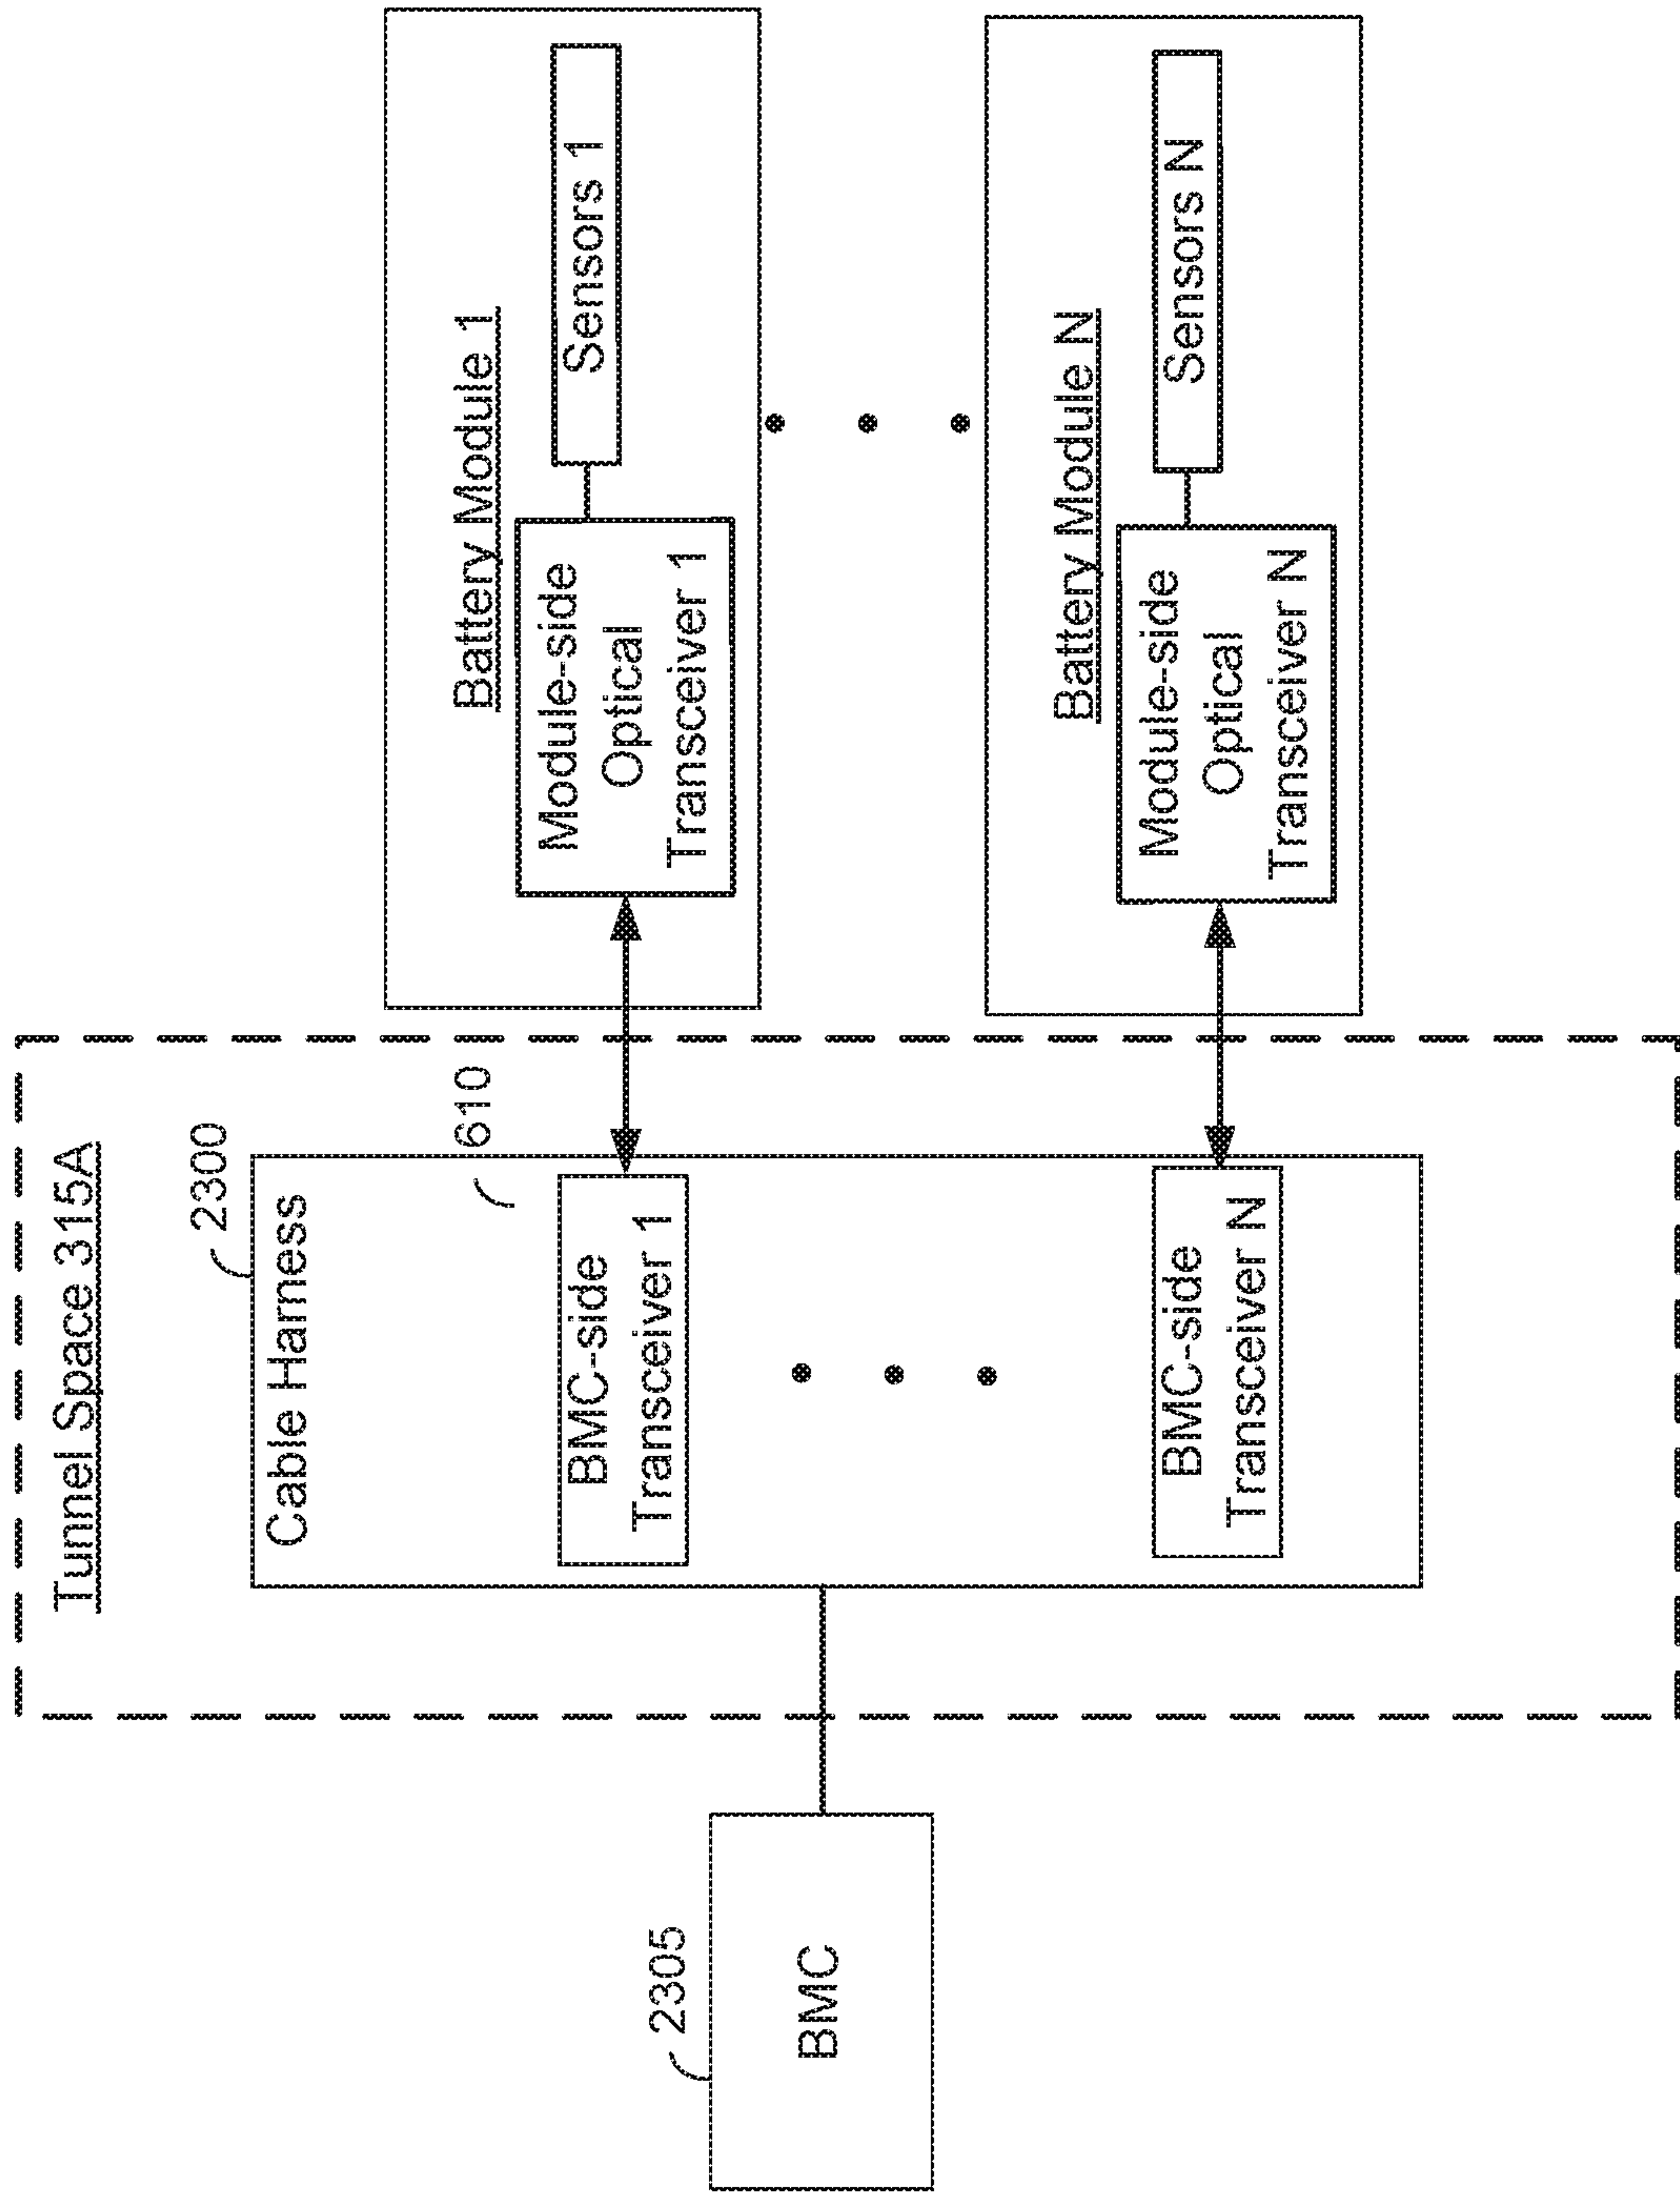 Tunnel Space 315A
2300
Cable Harness
610
BMC-side
Transceiver 1
BMC-side
Transceiver N
2305
BMC
Battery Module 1
Module-side
Optical
Transceiver 1
Sensors 1
Battery Module N
Module-side
Optical
Transceiver N
Sensors N